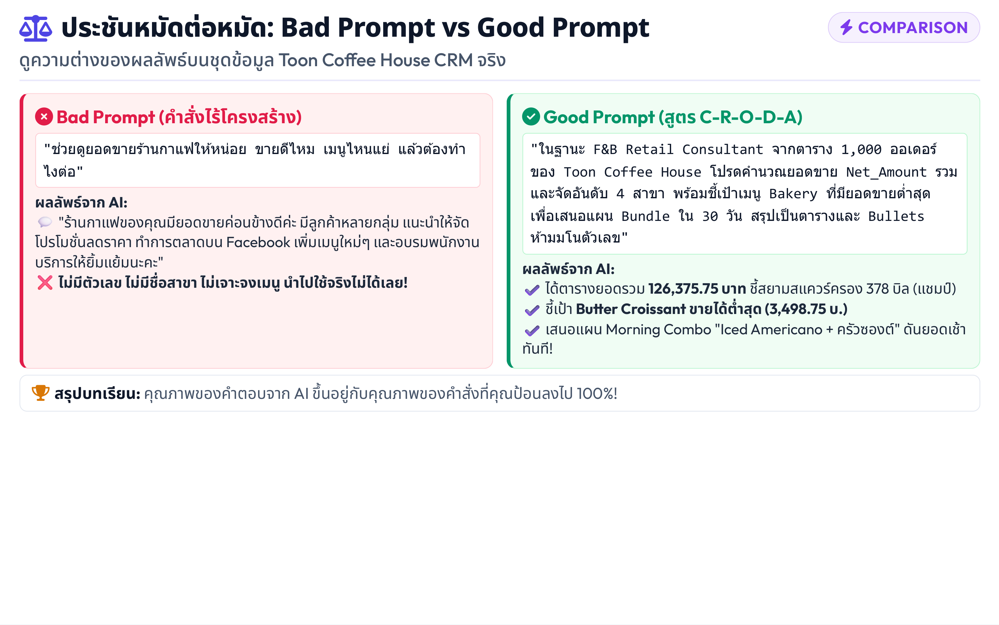 ประชันหมัดต่อหมัด: Bad Prompt vs Good Prompt
COMPARISON
ดูความต่างของผลลัพธ์บนชุดข้อมูล Toon Coffee House CRM จริง
Bad Prompt (คำสั่งไร้โครงสร้าง)
"ช่วยดูยอดขายร้านกาแฟให้หน่อย ขายดีไหม เมนูไหนแย่ แล้วต้องทำ
ไงต่อ"
ผลลัพธ์จาก AI:
"ร้านกาแฟของคุณมียอดขายค่อนข้างดีค่ะ มีลูกค้าหลายกลุ่ม แนะนำให้จัด
โปรโมชั่นลดราคา ทำการตลาดบน Facebook เพิ่มเมนูใหม่ๆ และอบรมพนักงาน
บริการให้ยิ้มแย้มนะคะ"
❌ ไม่มีตัวเลข ไม่มีชื่อสาขา ไม่เจาะจงเมนู นำไปใช้จริงไม่ได้เลย!
Good Prompt (สูตร C-R-O-D-A)
"ในฐานะ F&B Retail Consultant จากตาราง 1,000 ออเดอร์
ของ Toon Coffee House โปรดคำนวณยอดขาย Net_Amount รวม
และจัดอันดับ 4 สาขา พร้อมชี้เป้าเมนู Bakery ที่มียอดขายต่ำสุด
เพื่อเสนอแผน Bundle ใน 30 วัน สรุปเป็นตารางและ Bullets
ห้ามมโนตัวเลข"
ผลลัพธ์จาก AI:
✔ ได้ตารางยอดรวม 126,375.75 บาท ชี้สยามสแควร์ครอง 378 บิล (แชมป์)
✔ ชี้เป้า Butter Croissant ขายได้ต่ำสุด (3,498.75 บ.)
✔ เสนอแผน Morning Combo "Iced Americano + ครัวซองต์" ดันยอดเช้า
ทันที!
สรุปบทเรียน: คุณภาพของคำตอบจาก AI ขึ้นอยู่กับคุณภาพของคำสั่งที่คุณป้อนลงไป 100%!